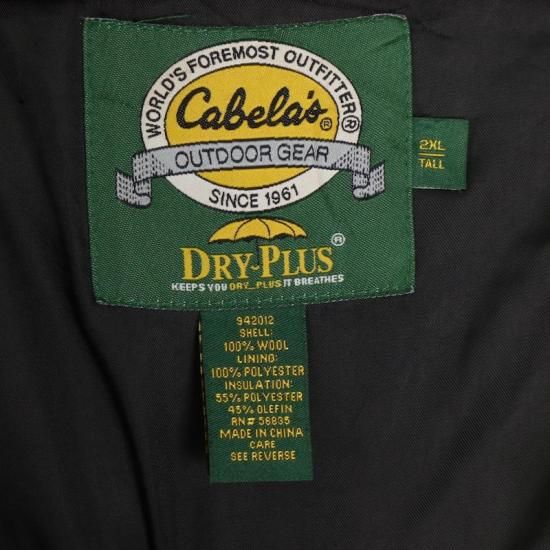 WORLD'S FOREMOST OUTFITTER®
Cabela's®
OUTDOOR GEAR
SINCE 1961
2XL
TALL
DRY-PLUS®
KEEPS YOU DRY...PLUS IT BREATHES
942012
SHELL:
100% WOOL
LINING:
100% POLYESTER
INSULATION:
55% POLYESTER
45% OLEFIN
RN# 56835
MADE IN CHINA
CARE
SEE REVERSE